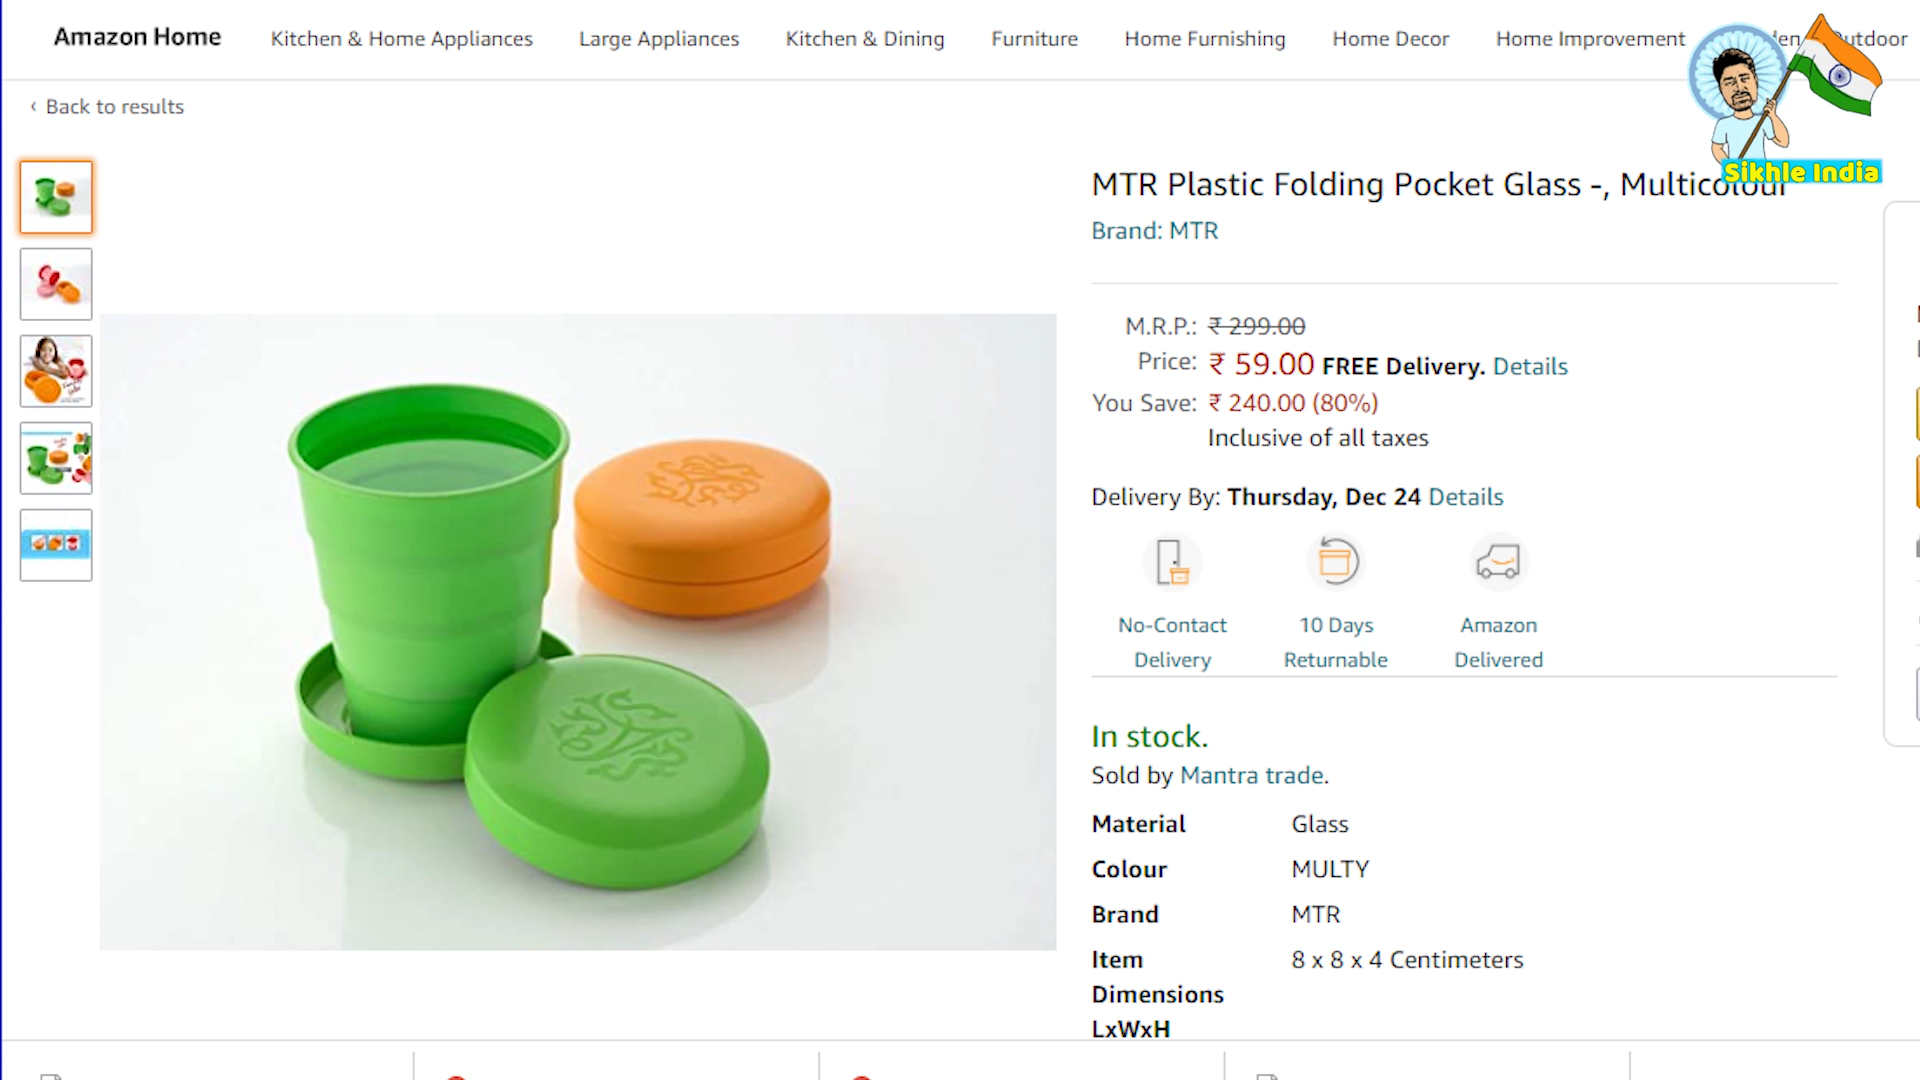 Amazon Home Kitchen & Home Appliances Large Appliances Kitchen & Dining Furniture Home Furnishing Home Decor Home Improvement
‹ Back to results
Sikhle India
MTR Plastic Folding Pocket Glass -, Multicolour
Brand: MTR
M.R.P.: ₹ 299.00
Price: ₹ 59.00 FREE Delivery. Details
You Save: ₹ 240.00 (80%)
Inclusive of all taxes
Delivery By: Thursday, Dec 24 Details
No-Contact Delivery
10 Days Returnable
Amazon Delivered
In stock.
Sold by Mantra trade.
Material Glass
Colour MULTY
Brand MTR
Item 8 x 8 x 4 Centimeters
Dimensions
LxWxH